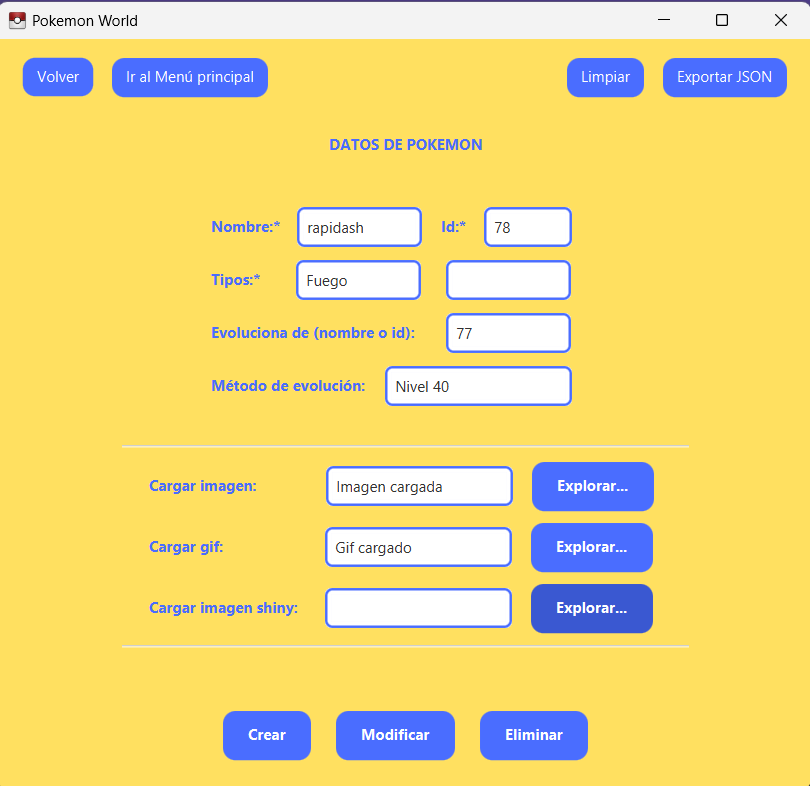 Pokemon World
Volver Ir al Menú principal Limpiar Exportar JSON
DATOS DE POKEMON
Nombre:* rapidash Id:* 78
Tipos:* Fuego
Evoluciona de (nombre o id): 77
Método de evolución: Nivel 40
Cargar imagen: Imagen cargada Explorar...
Cargar gif: Gif cargado Explorar...
Cargar imagen shiny: Explorar...
Crear Modificar Eliminar